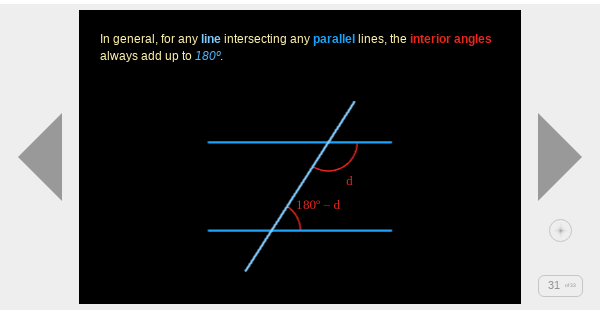 In general, for any line intersecting any parallel lines, the interior angles
always add up to 180º.
d
180º – d
31